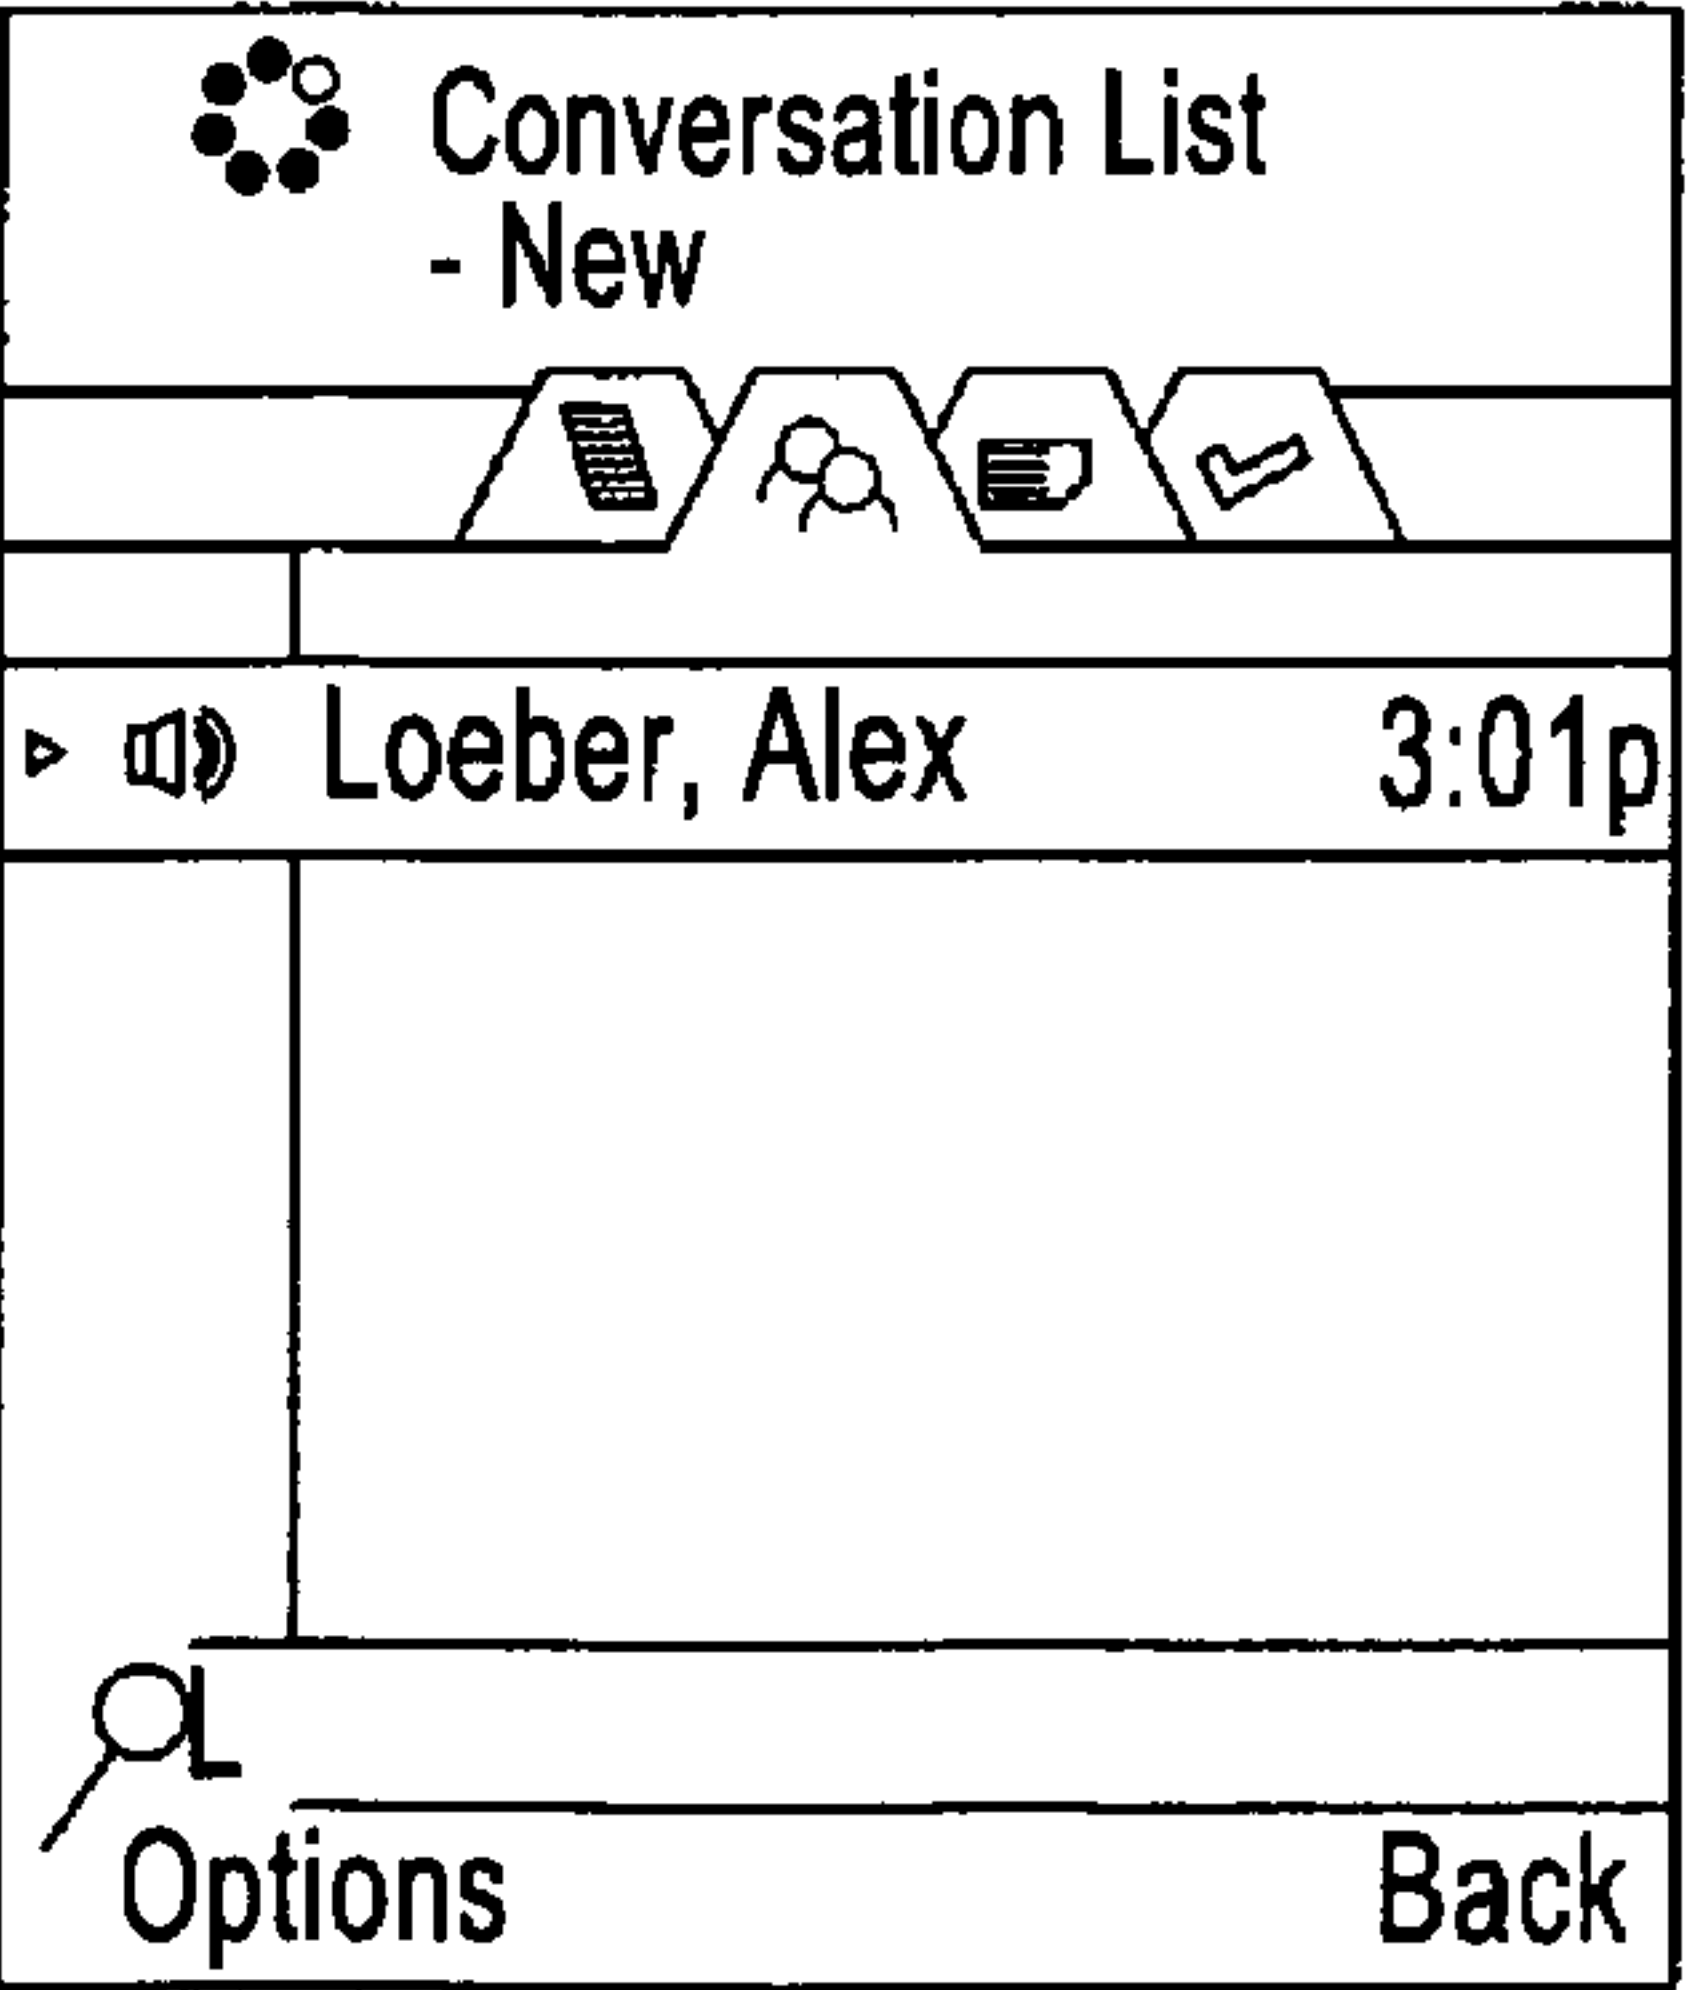 Conversation List
- New
Loeber, Alex 3:01p
L
Options Back